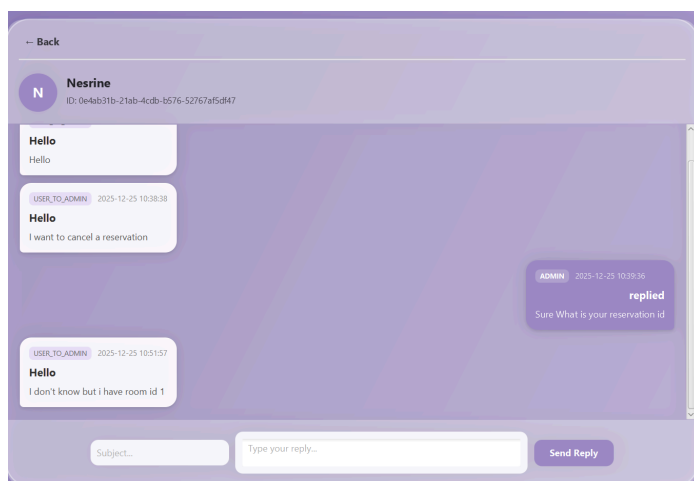 ← Back
N
Nesrine
ID: 0e4ab31b-21ab-4cdb-b576-52767af5df47
Hello
Hello
USER_TO_ADMIN 2025-12-25 10:38:38
Hello
I want to cancel a reservation
ADMIN 2025-12-25 10:39:36
replied
Sure What is your reservation id
USER_TO_ADMIN 2025-12-25 10:51:57
Hello
I don't know but i have room id 1
Subject... Type your reply... Send Reply